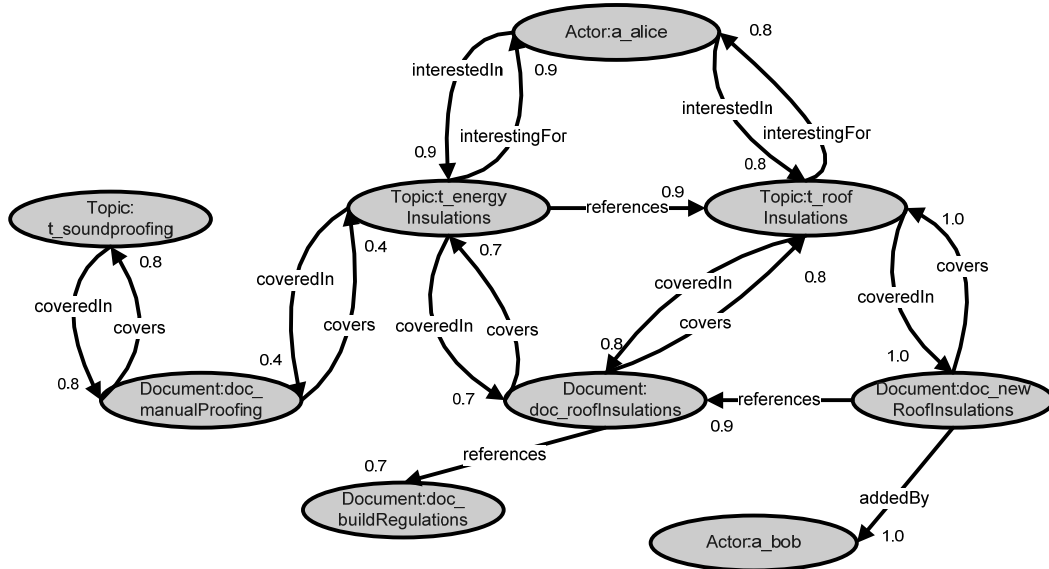 Actor:a_alice
0.8
interestedIn
0.9
interestedIn
interestingFor
interestingFor
0.9
0.8
Topic:t_energy
Insulations
0.9
references
Topic:t_roof
Insulations
Topic:
t_soundproofing
0.4
0.7
1.0
0.8
coveredIn
covers
coveredIn
0.8
covers
coveredIn
coveredIn
covers
covers
coveredIn
covers
0.8
0.4
0.8
1.0
Document:doc_
manualProofing
0.7
Document:
doc_roofInsulations
references
0.9
Document:doc_new
RoofInsulations
references
0.7
Document:doc_
buildRegulations
addedBy
Actor:a_bob
1.0